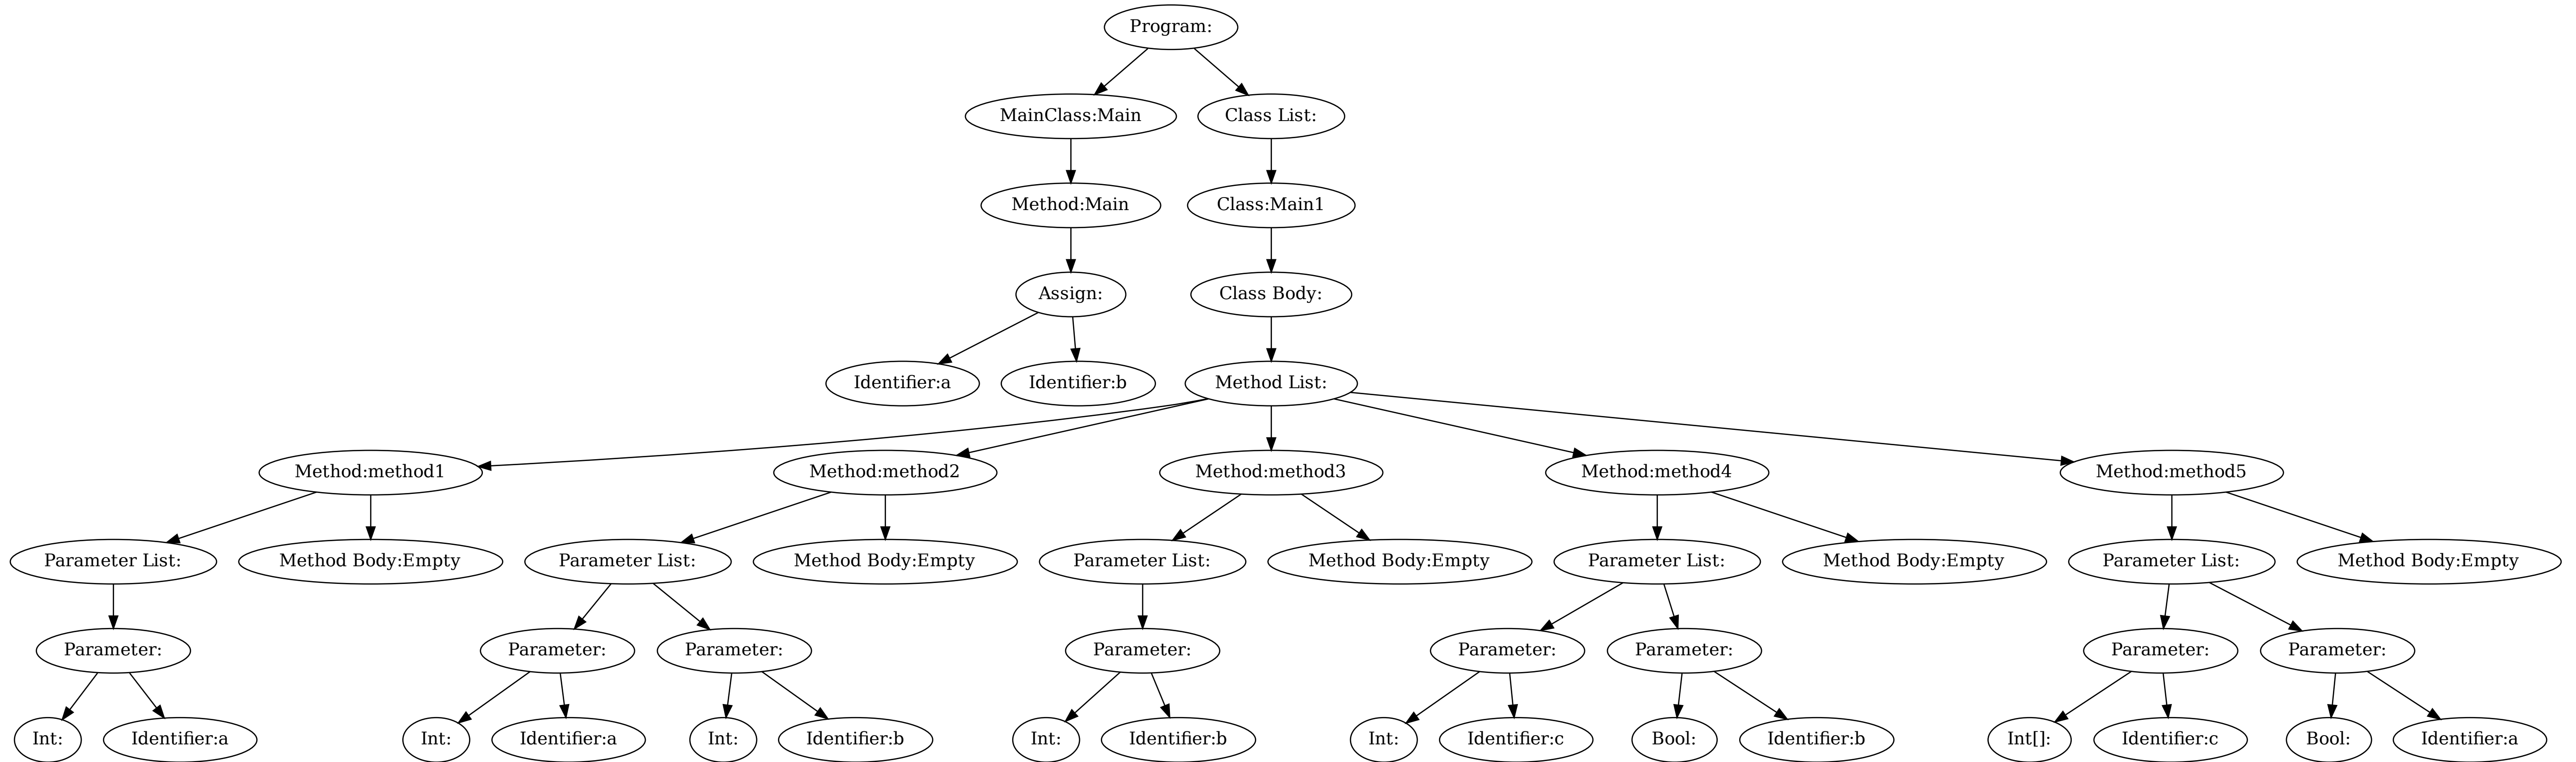 Program:
MainClass:Main
Class List:
Method:Main
Class:Main1
Assign:
Class Body:
Identifier:a
Identifier:b
Method List:
Method:method1
Method:method2
Method:method3
Method:method4
Method:method5
Parameter List:
Method Body:Empty
Parameter List:
Method Body:Empty
Parameter List:
Method Body:Empty
Parameter List:
Method Body:Empty
Parameter List:
Method Body:Empty
Parameter:
Parameter:
Parameter:
Parameter:
Parameter:
Parameter:
Parameter:
Parameter:
Int:
Identifier:a
Int:
Identifier:a
Int:
Identifier:b
Int:
Identifier:b
Int:
Identifier:c
Bool:
Identifier:b
Int[]:
Identifier:c
Bool:
Identifier:a